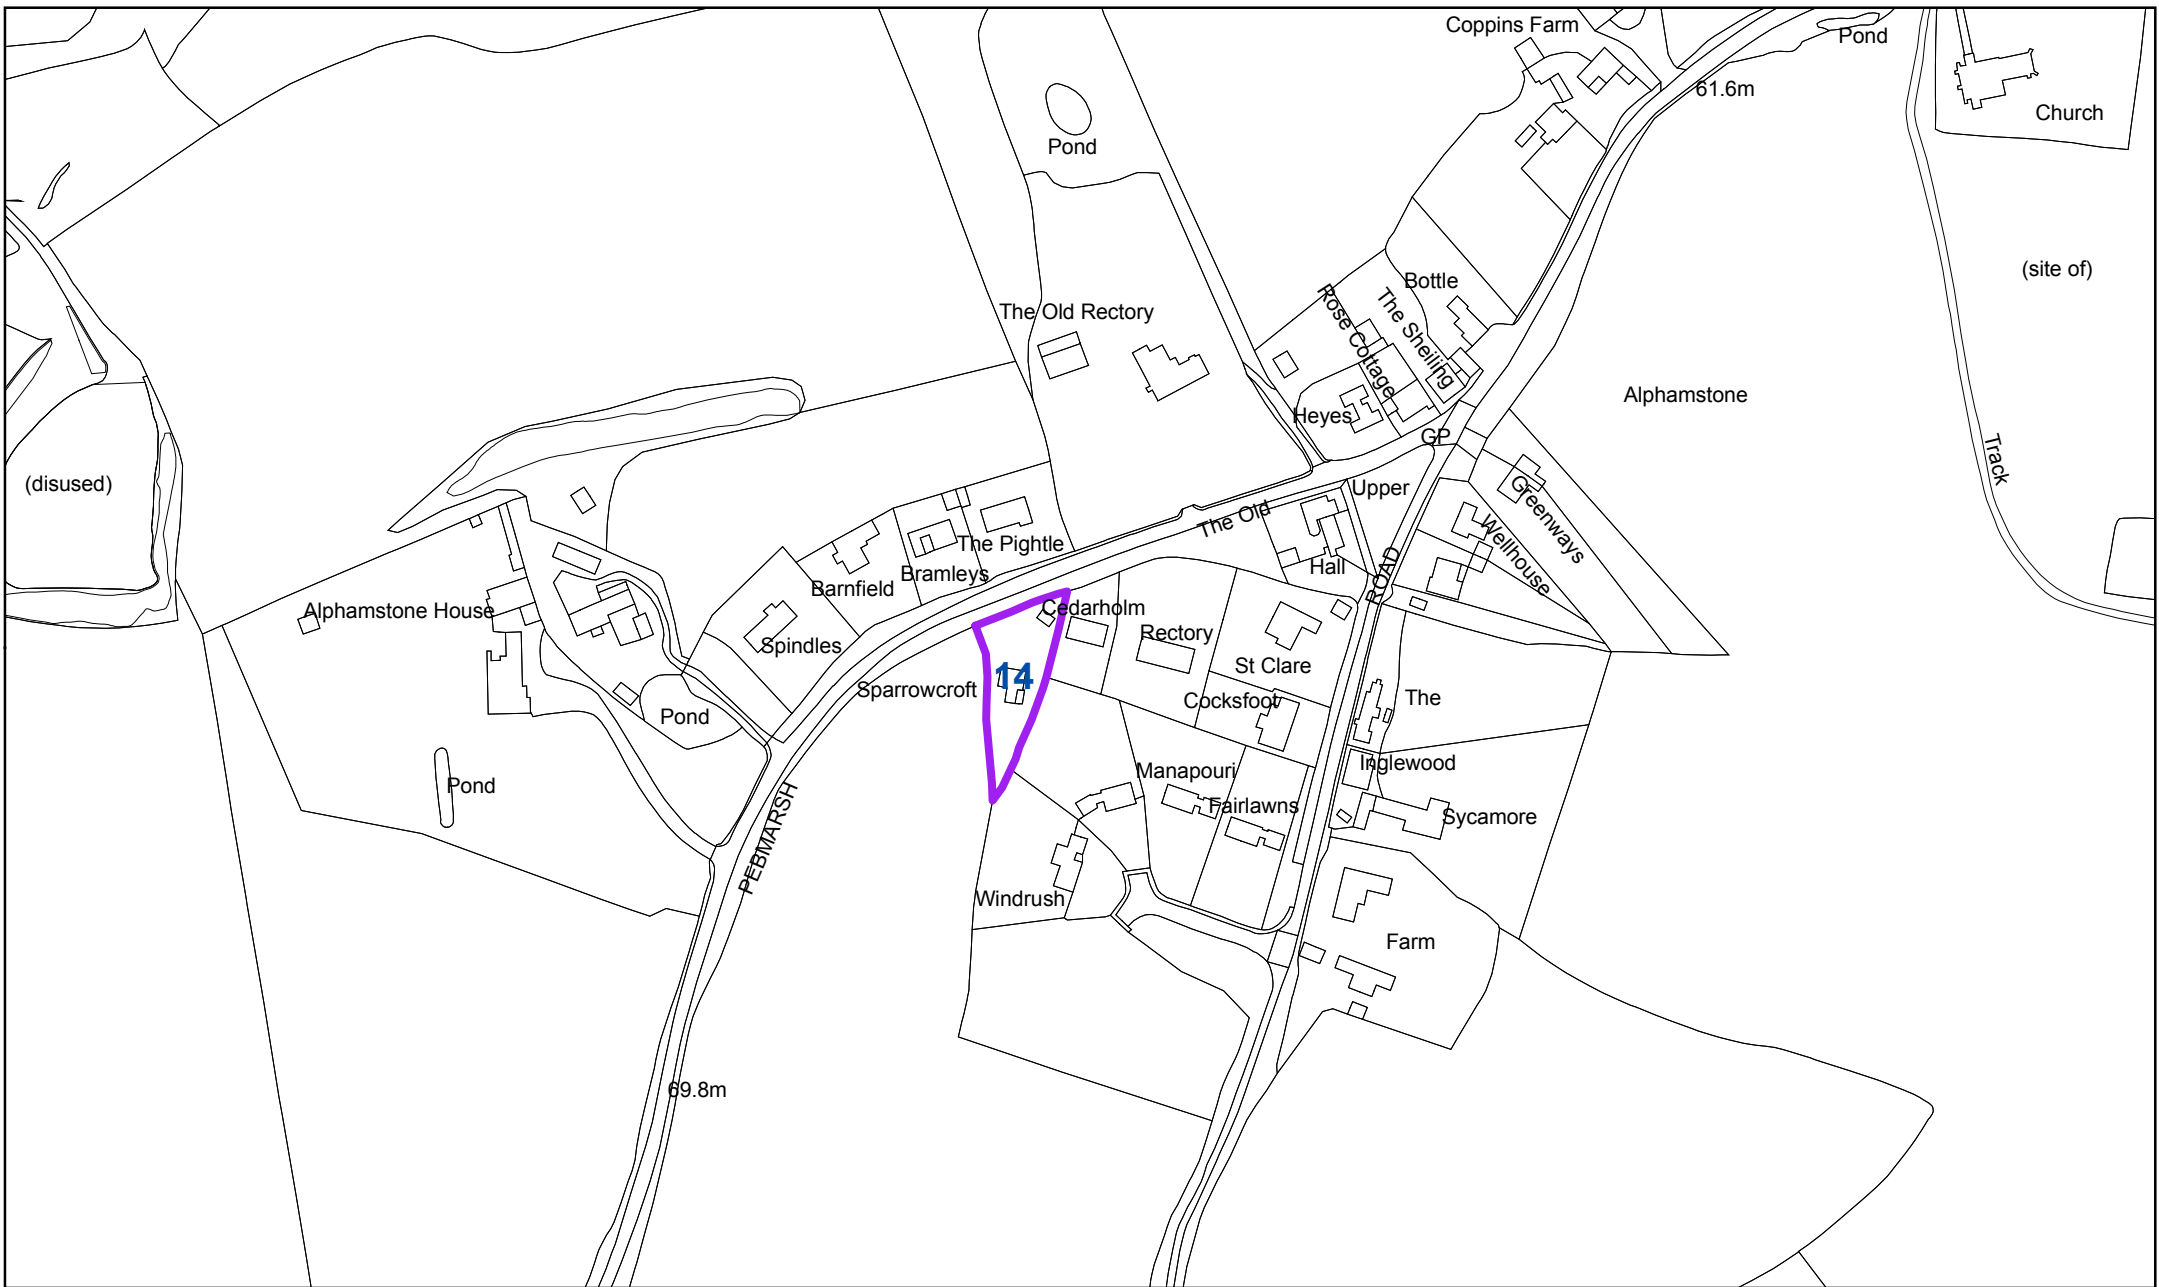 Coppins Farm
Pond
61.6m
Church
Pond
(site of)
Bottle
The Old Rectory
Rose Cottage
The Sheiling
Alphamstone
Heyes
GP
Track
(disused)
Upper
Greenways
The Old
Wellhouse
The Pightle
Hall
ROAD
Bramleys
Barnfield
Alphamstone House
Cedarholm
Rectory
Spindles
St Clare
14
Sparrowcroft
Cocksfoot
The
Pond
Inglewood
Manapouri
Pond
Fairlawns
Sycamore
PEBMARSH
Windrush
Farm
69.8m